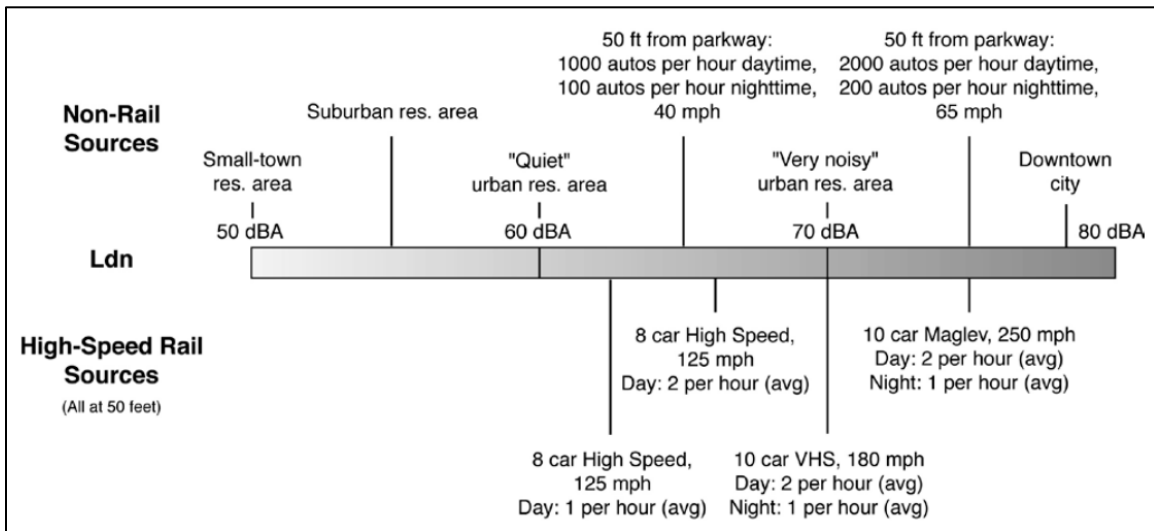 50 ft from parkway:
1000 autos per hour daytime,
100 autos per hour nighttime,
40 mph
50 ft from parkway:
2000 autos per hour daytime,
200 autos per hour nighttime,
65 mph
Non-Rail
Sources
Suburban res. area
Small-town
res. area
"Quiet"
urban res. area
"Very noisy"
urban res. area
Downtown
city
50 dBA
60 dBA
70 dBA
80 dBA
Ldn
High-Speed Rail
Sources
(All at 50 feet)
8 car High Speed,
125 mph
Day: 2 per hour (avg)
10 car Maglev, 250 mph
Day: 2 per hour (avg)
Night: 1 per hour (avg)
8 car High Speed,
125 mph
Day: 1 per hour (avg)
10 car VHS, 180 mph
Day: 2 per hour (avg)
Night: 1 per hour (avg)